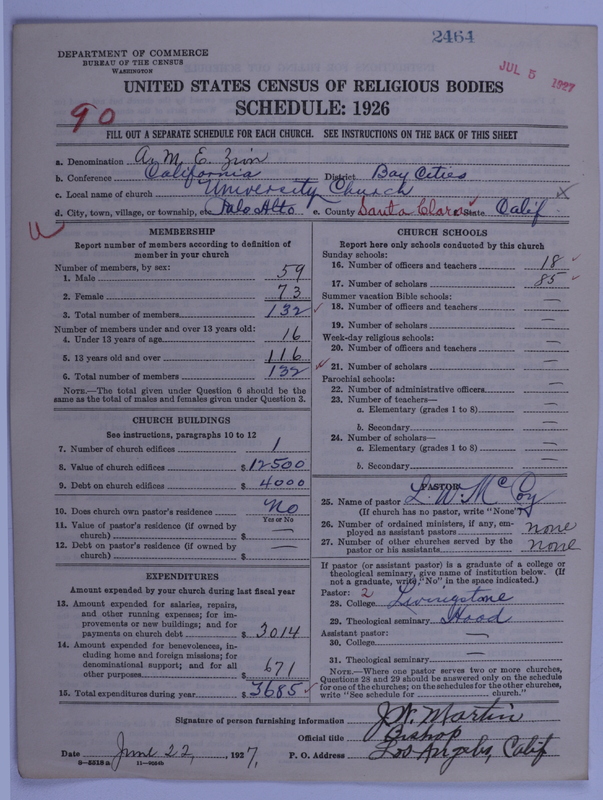 2464
JUL 5 1927
DEPARTMENT OF COMMERCE
BUREAU OF THE CENSUS
WASHINGTON
UNITED STATES CENSUS OF RELIGIOUS BODIES
SCHEDULE: 1926
90
FILL OUT A SEPARATE SCHEDULE FOR EACH CHURCH. SEE INSTRUCTIONS ON THE BACK OF THIS SHEET
a. Denomination A. M. E. Zion
b. Conference California District Bay Cities
c. Local name of church University Church
d. City, town, village, or township, etc. Palo Alto e. County Santa Clara State Calif
MEMBERSHIP
Report number of members according to definition of
member in your church
Number of members, by sex:
1. Male 59
2. Female 73
3. Total number of members 132
Number of members under and over 13 years old:
4. Under 13 years of age 16
5. 13 years old and over 116
6. Total number of members 132
NOTE.—The total given under Question 6 should be the
same as the total of males and females given under Question 3.
CHURCH BUILDINGS
See instructions, paragraphs 10 to 12
7. Number of church edifices 1
8. Value of church edifices $12500
9. Debt on church edifices $4000
10. Does church own pastor's residence? No
Yes or No
11. Value of pastor's residence (if owned by
church) $ —
12. Debt on pastor's residence (if owned by
church) $ —
EXPENDITURES
Amount expended by your church during last fiscal year
13. Amount expended for salaries, repairs,
and other running expense; for im-
provements or new buildings; and for
payments on church debt $3014
14. Amount expended for benevolences, in-
cluding home and foreign missions; for
denominational support; and for all
other purposes $671
15. Total expenditures during year $3685
CHURCH SCHOOLS
Report here only schools conducted by this church
Sunday schools:
16. Number of officers and teachers 18
17. Number of scholars 85
Summer vacation Bible schools:
18. Number of officers and teachers —
19. Number of scholars —
Week-day religious schools:
20. Number of officers and teachers —
21. Number of scholars —
Parochial schools:
22. Number of administrative officers —
23. Number of teachers—
a. Elementary (grades 1 to 8) —
b. Secondary —
24. Number of scholars—
a. Elementary (grades 1 to 8) —
b. Secondary —
PASTOR
25. Name of pastor L. W. McCoy
(If church has no pastor, write "None")
26. Number of ordained ministers, if any, em-
ployed as assistant pastors none
27. Number of other churches served by the
pastor or his assistants none
If pastor (or assistant pastor) is a graduate of a college or
theological seminary, give name of institution below. (If
not a graduate, write "No" in the space indicated.)
Pastor: 2
28. College Livingstone
29. Theological seminary Hood
Assistant pastor:
30. College —
31. Theological seminary —
NOTE.—Where one pastor serves two or more churches,
Questions 28 and 29 should be answered only on the schedule
for one of the churches; on the schedules for the other churches,
write "See schedule for church."
Signature of person furnishing information J. W. Martin
Official title Bishop
Date June 22, 1927. P. O. Address Los Angeles, Calif